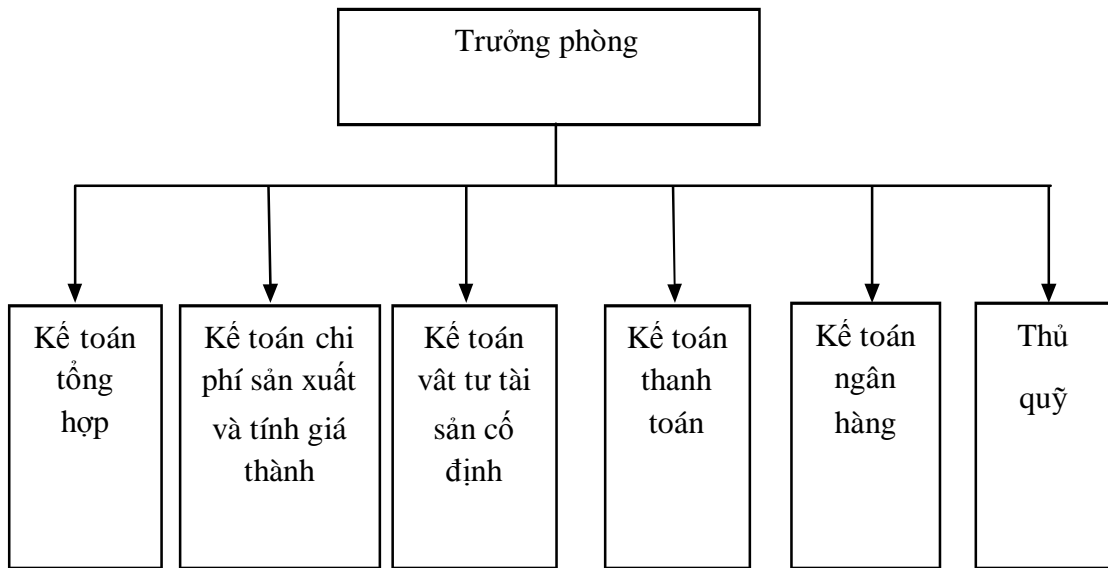 Trưởng phòng
Kế toán
tổng
hợp
Kế toán chi
phí sản xuất
và tính giá
thành
Kế toán
vât tư tài
sản cố
định
Kế toán
thanh
toán
Kế toán
ngân
hàng
Thủ
quỹ